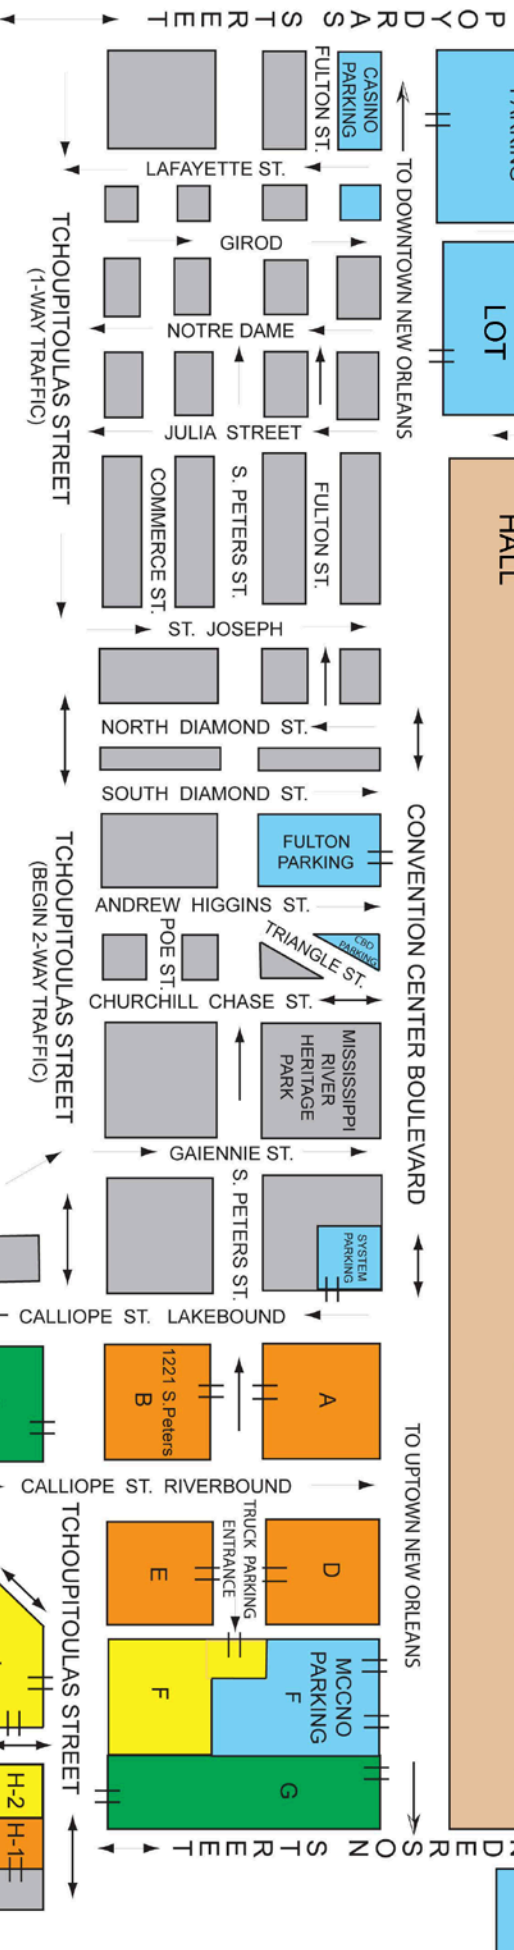 POYDRAS STREET
FULTON ST.
CASINO
PARKING
LAFAYETTE ST.
TO DOWNTOWN NEW ORLEANS
GIROD
LOT
TCHOUPITOULAS STREET
(1-WAY TRAFFIC)
NOTRE DAME
JULIA STREET
COMMERCE ST.
S. PETERS ST.
FULTON ST.
HALL
ST. JOSEPH
NORTH DIAMOND ST.
SOUTH DIAMOND ST.
FULTON
PARKING
CONVENTION CENTER BOULEVARD
TCHOUPITOULAS STREET
(BEGIN 2-WAY TRAFFIC)
ANDREW HIGGINS ST.
POE ST.
TRIANGLE ST.
CBD
PARKING
CHURCHILL CHASE ST.
MISSISSIPPI
RIVER
HERITAGE
PARK
GAIENNIE ST.
S. PETERS ST.
SYSTEM
PARKING
CALLIOPE ST. LAKEBOUND
1221 S.Peters
B
A
TO UPTOWN NEW ORLEANS
CALLIOPE ST. RIVERBOUND
TCHOUPITOULAS STREET
TRUCK PARKING
ENTRANCE
E
D
F
MCCNO
PARKING
F
G
H-2
H-1